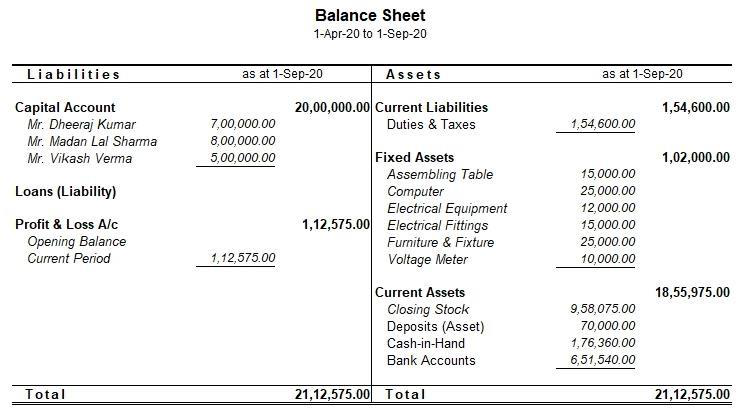 Balance Sheet
1-Apr-20 to 1-Sep-20
Liabilities as at 1-Sep-20 Assets as at 1-Sep-20
Capital Account 20,00,000.00 Current Liabilities 1,54,600.00
Mr. Dheeraj Kumar 7,00,000.00 Duties & Taxes 1,54,600.00
Mr. Madan Lal Sharma 8,00,000.00
Mr. Vikash Verma 5,00,000.00 Fixed Assets 1,02,000.00
Assembling Table 15,000.00
Loans (Liability) Computer 25,000.00
Electrical Equipment 12,000.00
Profit & Loss A/c 1,12,575.00 Electrical Fittings 15,000.00
Opening Balance Furniture & Fixture 25,000.00
Current Period 1,12,575.00 Voltage Meter 10,000.00
Current Assets 18,55,975.00
Closing Stock 9,58,075.00
Deposits (Asset) 70,000.00
Cash-in-Hand 1,76,360.00
Bank Accounts 6,51,540.00
Total 21,12,575.00 Total 21,12,575.00